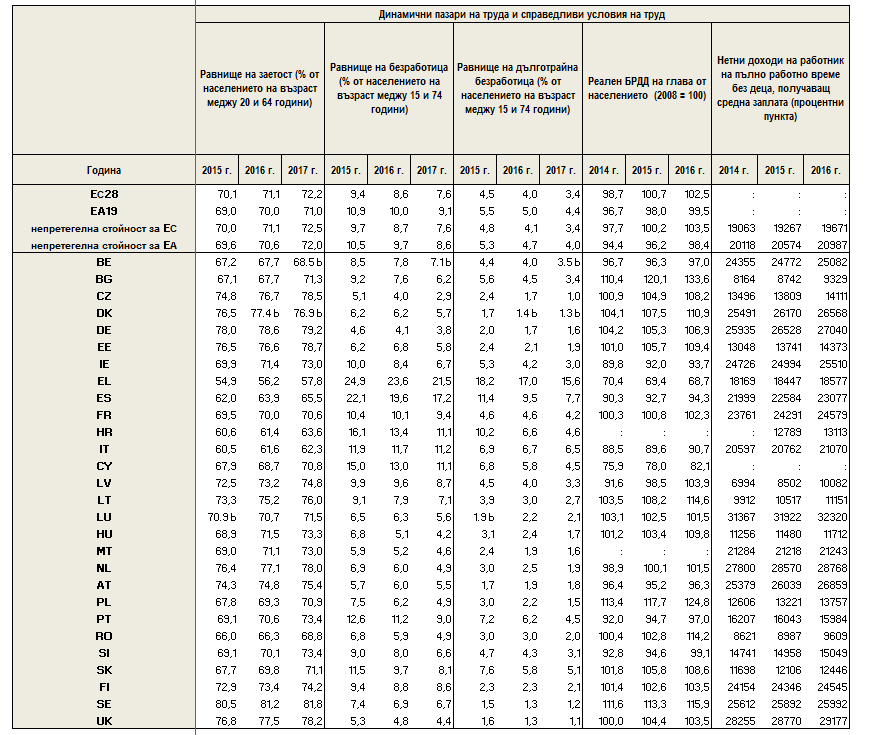 Динамични пазари на труда и справедливи условия на труд
Равнище на заетост (% от населението на възраст между 20 и 64 години)
Равнище на безработица (% от населението на възраст между 15 и 74 години)
Равнище на дълготрайна безработица (% от населението на възраст между 15 и 74 години)
Реален БРДД на глава от населението (2008 = 100)
Нетни доходи на работник на пълно работно време без деца, получаващ средна заплата (процентни пункта)
Година 2015 г. 2016 г. 2017 г. 2015 г. 2016 г. 2017 г. 2015 г. 2016 г. 2017 г. 2014 г. 2015 г. 2016 г. 2014 г. 2015 г. 2016 г.
ЕС28 70,1 71,1 72,2 9,4 8,6 7,6 4,5 4,0 3,4 98,7 100,7 102,5 : : :
EA19 69,0 70,0 71,0 10,9 10,0 9,1 5,5 5,0 4,4 96,7 98,0 99,5 : : :
непретеглена стойност за ЕС 70,0 71,1 72,5 9,7 8,7 7,6 4,8 4,1 3,4 97,7 100,2 103,5 19063 19267 19671
непретеглена стойност за ЕА 69,6 70,6 72,0 10,5 9,7 8,6 5,3 4,7 4,0 94,4 96,2 98,4 20118 20574 20987
BE 67,2 67,7 68.5 b 8,5 7,8 7.1 b 4,4 4,0 3.5 b 96,7 96,3 97,0 24355 24772 25082
BG 67,1 67,7 71,3 9,2 7,6 6,2 5,6 4,5 3,4 110,4 120,1 133,6 8164 8742 9329
CZ 74,8 76,7 78,5 5,1 4,0 2,9 2,4 1,7 1,0 100,9 104,9 108,2 13496 13809 14111
DK 76,5 77.4 b 76.9 b 6,2 6,2 5,7 1,7 1.4 b 1.3 b 104,1 107,5 110,9 25491 26170 26568
DE 78,0 78,6 79,2 4,6 4,1 3,8 2,0 1,7 1,6 104,2 105,3 106,9 25935 26528 27040
EE 76,5 76,6 78,7 6,2 6,8 5,8 2,4 2,1 1,9 101,0 105,7 109,4 13048 13741 14373
IE 69,9 71,4 73,0 10,0 8,4 6,7 5,3 4,2 3,0 89,8 92,0 93,7 24726 24994 25510
EL 54,9 56,2 57,8 24,9 23,6 21,5 18,2 17,0 15,6 70,4 69,4 68,7 18169 18447 18577
ES 62,0 63,9 65,5 22,1 19,6 17,2 11,4 9,5 7,7 90,3 92,7 94,3 21999 22584 23077
FR 69,5 70,0 70,6 10,4 10,1 9,4 4,6 4,6 4,2 100,3 100,8 102,3 23761 24291 24579
HR 60,6 61,4 63,6 16,1 13,4 11,1 10,2 6,6 4,6 : : : : 12789 13113
IT 60,5 61,6 62,3 11,9 11,7 11,2 6,9 6,7 6,5 88,5 89,6 90,7 20597 20762 21070
CY 67,9 68,7 70,8 15,0 13,0 11,1 6,8 5,8 4,5 75,9 78,0 82,1 : : :
LV 72,5 73,2 74,8 9,9 9,6 8,7 4,5 4,0 3,3 91,6 98,5 103,9 6994 8502 10082
LT 73,3 75,2 76,0 9,1 7,9 7,1 3,9 3,0 2,7 103,5 108,2 114,6 9912 10517 11151
LU 70.9 b 70,7 71,5 6,5 6,3 5,6 1.9 b 2,2 2,1 103,1 102,5 101,5 31367 31922 32320
HU 68,9 71,5 73,3 6,8 5,1 4,2 3,1 2,4 1,7 101,2 103,4 109,8 11256 11480 11712
MT 69,0 71,1 73,0 5,9 5,2 4,6 2,4 1,9 1,6 : : : 21284 21218 21243
NL 76,4 77,1 78,0 6,9 6,0 4,9 3,0 2,5 1,9 98,9 100,1 101,5 27800 28570 28768
AT 74,3 74,8 75,4 5,7 6,0 5,5 1,7 1,9 1,8 96,4 95,2 96,3 25379 26039 26859
PL 67,8 69,3 70,9 7,5 6,2 4,9 3,0 2,2 1,5 113,4 117,7 124,8 12606 13221 13757
PT 69,1 70,6 73,4 12,6 11,2 9,0 7,2 6,2 4,5 92,0 94,7 97,0 16207 16043 15984
RO 66,0 66,3 68,8 6,8 5,9 4,9 3,0 3,0 2,0 100,4 102,8 114,2 8621 8987 9609
SI 69,1 70,1 73,4 9,0 8,0 6,6 4,7 4,3 3,1 92,8 94,6 99,1 14741 14958 15049
SK 67,7 69,8 71,1 11,5 9,7 8,1 7,6 5,8 5,1 101,8 105,8 108,6 11698 12106 12446
FI 72,9 73,4 74,2 9,4 8,8 8,6 2,3 2,3 2,1 101,4 102,6 103,5 24154 24346 24545
SE 80,5 81,2 81,8 7,4 6,9 6,7 1,5 1,3 1,2 111,6 113,3 115,9 25612 25892 25992
UK 76,8 77,5 78,2 5,3 4,8 4,4 1,6 1,3 1,1 100,0 104,4 103,5 28255 28770 29177